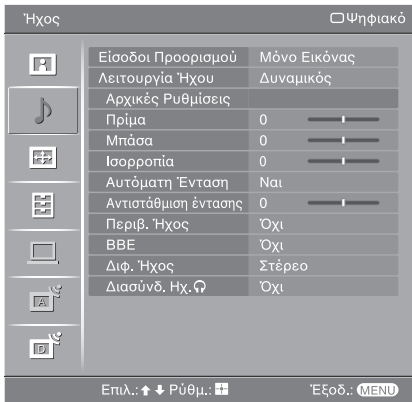 Ήχος Ψηφιακό
Είσοδοι Προορισμού Μόνο Εικόνας
Λειτουργία Ήχου Δυναμικός
Αρχικές Ρυθμίσεις
Πρίμα 0
Μπάσα 0
Ισορροπία 0
Αυτόματη Ένταση Ναι
Αντιστάθμιση έντασης 0
Περιβ. Ήχος Όχι
BBE Όχι
Διφ. Ήχος Στέρεο
Διασύνδ. Ηχ. Όχι
A
D
Επιλ.: Ρύθμ.: Έξοδ.: MENU